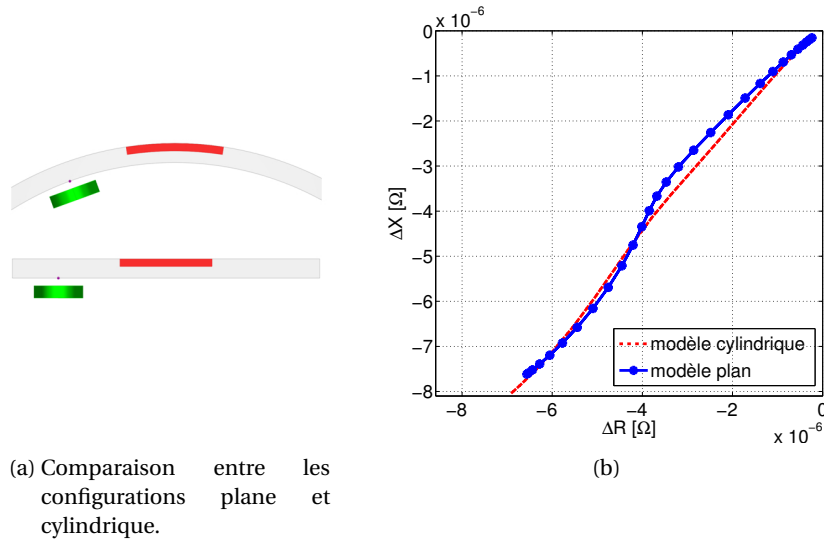 x 10⁻⁶
0
−1
−2
−3
−4
−5
−6
−7
−8
ΔX [Ω]
modèle cylindrique
modèle plan
−8 −6 −4 −2 0
ΔR [Ω]
x 10⁻⁶
(a) Comparaison entre les
configurations plane et
cylindrique.
(b)